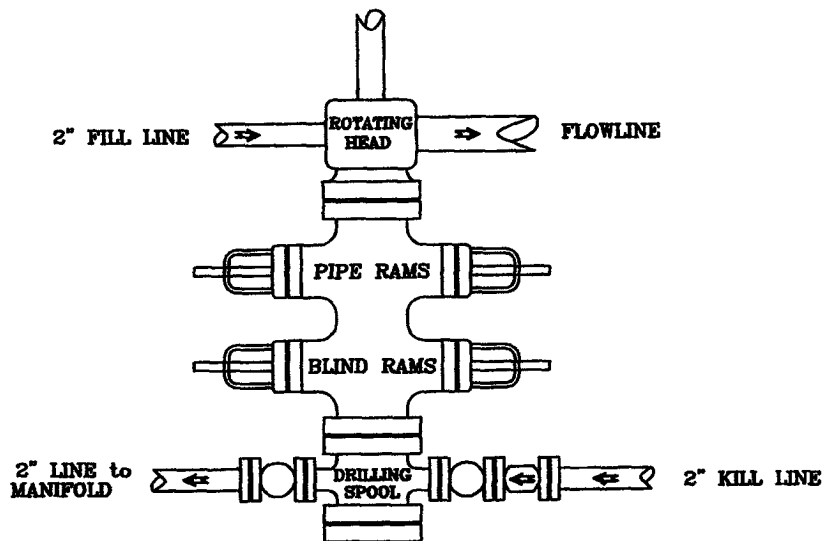 ROTATING
HEAD
2" FILL LINE
FLOWLINE
PIPE RAMS
BLIND RAMS
2" LINE to
MANIFOLD
DRILLING
SPOOL
2" KILL LINE